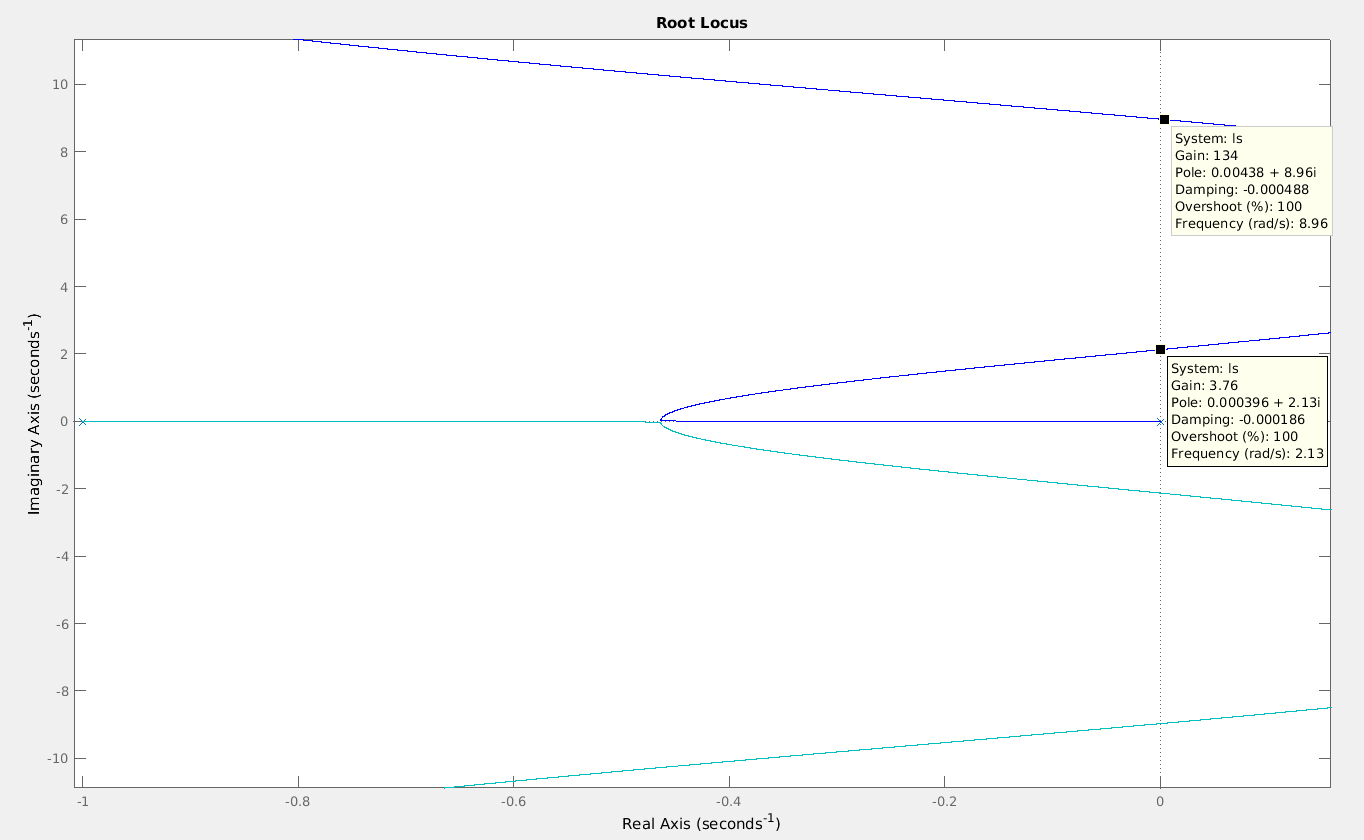 Root Locus
10
8
6
4
2
0
-2
-4
-6
-8
-10
Imaginary Axis (seconds-1)
System: ls
Gain: 134
Pole: 0.00438 + 8.96i
Damping: -0.000488
Overshoot (%): 100
Frequency (rad/s): 8.96
System: ls
Gain: 3.76
Pole: 0.000396 + 2.13i
Damping: -0.000186
Overshoot (%): 100
Frequency (rad/s): 2.13
-1 -0.8 -0.6 -0.4 -0.2 0
Real Axis (seconds-1)